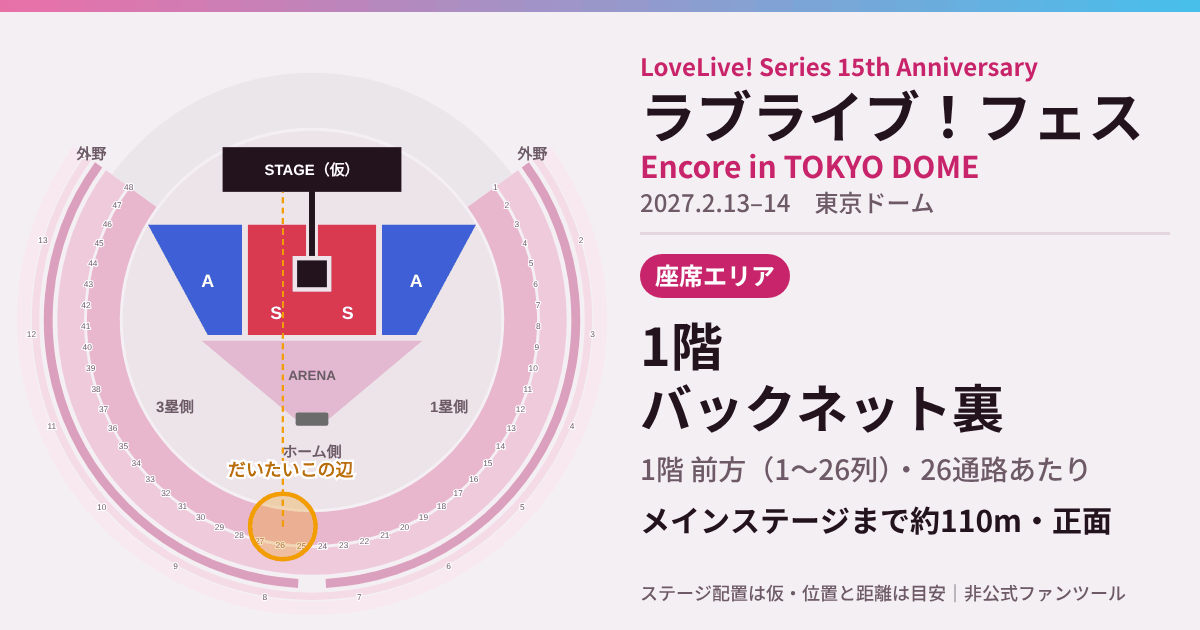 LoveLive! Series 15th Anniversary
ラブライブ！フェス
Encore in TOKYO DOME
2027.2.13–14　東京ドーム
座席エリア
1階
バックネット裏
1階 前方（1〜26列）・26通路あたり
メインステージまで約110m・正面
ステージ配置は仮・位置と距離は目安｜非公式ファンツール
外野
外野
STAGE（仮）
A
A
S
S
ARENA
3塁側
1塁側
ホーム側
だいたいこの辺
1
2
3
4
5
6
7
8
9
10
11
12
13
14
15
16
17
18
19
20
21
22
23
24
25
26
27
28
29
30
31
32
33
34
35
36
37
38
39
40
41
42
43
44
45
46
47
48
2
3
4
5
6
7
8
9
10
11
12
13